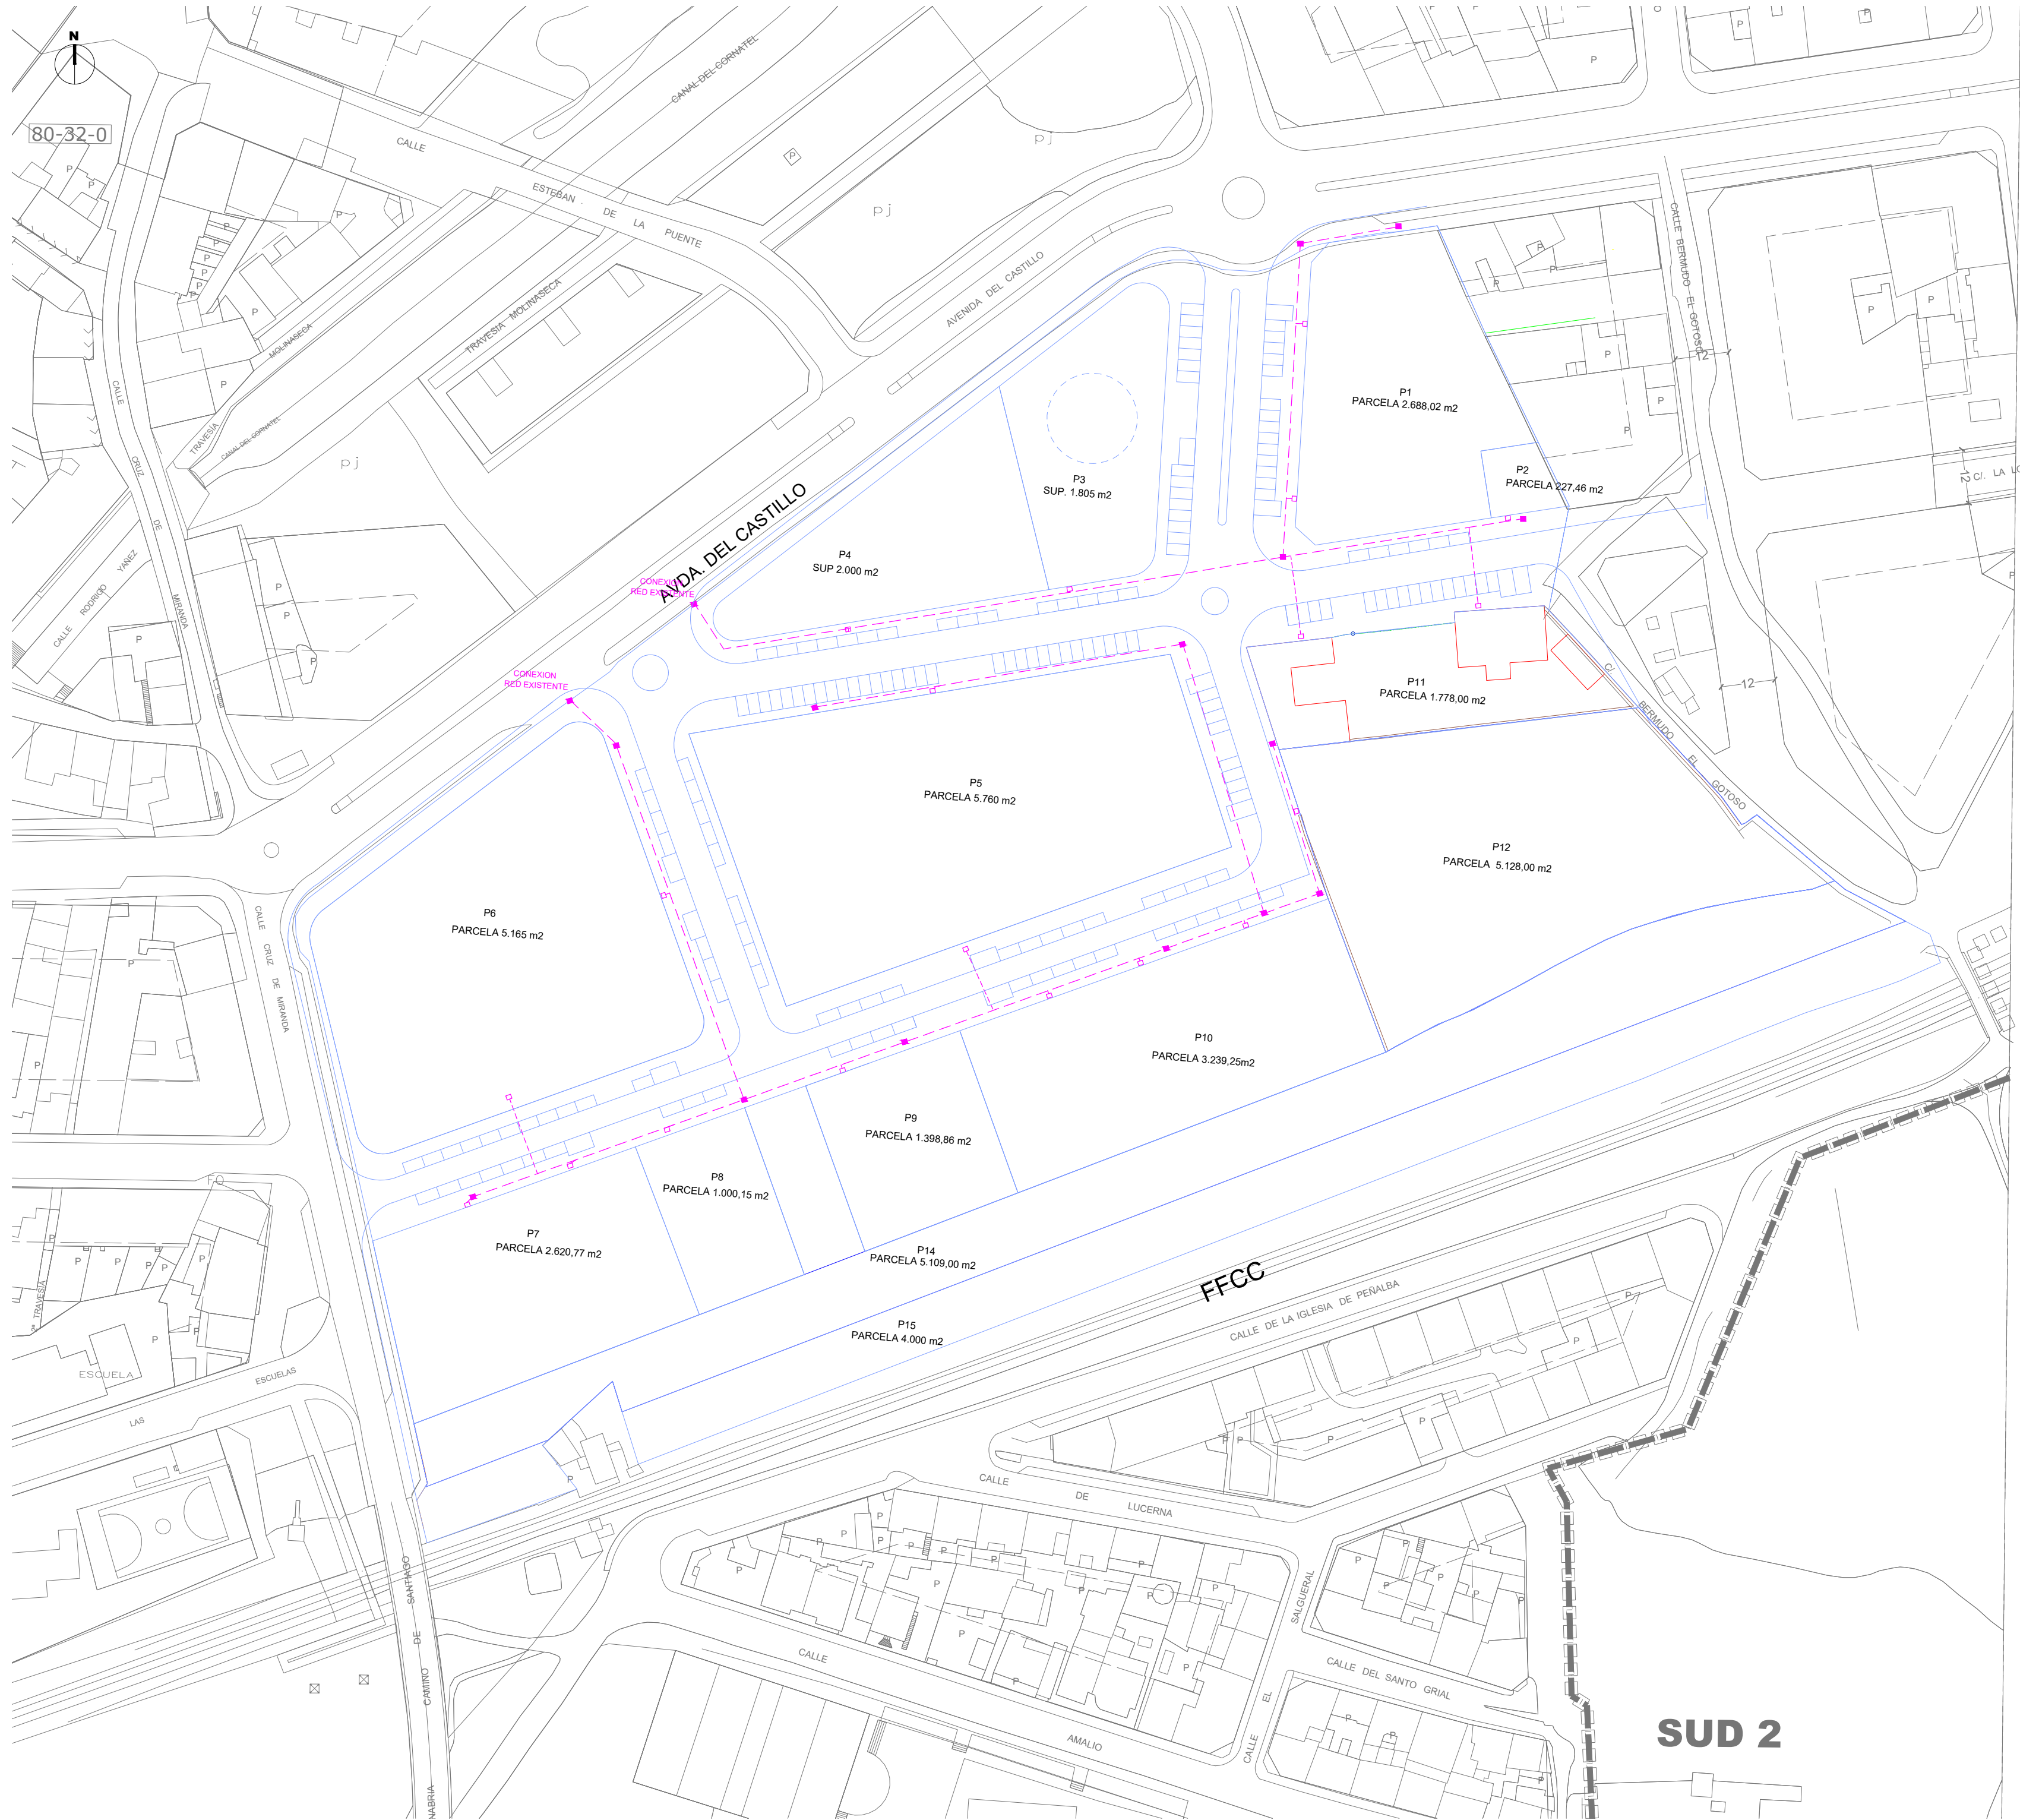 N
80-32-0
CALLE
ESTEBAN DE LA PUENTE
CANAL DEL CORNATEL
pj
pj
pj
AVENIDA DEL CASTILLO
TRAVESIA MOLINASECA
MOLINASECA
TRAVESÍA
CANAL DEL CORNATEL
CALLE
CRUZ
DE
MIRANDA
CALLE RODRIGO YAÑEZ
CALLE BERMUDO EL GOTOSO
12
12
C/. LA LO
12
AVDA. DEL CASTILLO
CONEXION
RED EXISTENTE
CONEXION
RED EXISTENTE
P1
PARCELA 2.688,02 m2
P2
PARCELA 227,46 m2
P3
SUP. 1.805 m2
P4
SUP 2.000 m2
P5
PARCELA 5.760 m2
P11
PARCELA 1.778,00 m2
C/ BERMUDO EL GOTOSO
P12
PARCELA 5.128,00 m2
P6
PARCELA 5.165 m2
CALLE CRUZ DE MIRANDA
P10
PARCELA 3.239,25m2
P9
PARCELA 1.398,86 m2
P8
PARCELA 1.000,15 m2
P7
PARCELA 2.620,77 m2
P14
PARCELA 5.109,00 m2
P15
PARCELA 4.000 m2
FFCC
CALLE DE LA IGLESIA DE PEÑALBA
TRAVESIA
ESCUELA
LAS ESCUELAS
CALLE DE LUCERNA
SANTIAGO
DE
CAMINO
CALLE AMALIO
CALLE EL SALGUERAL
CALLE DEL SANTO GRIAL
SUD 2